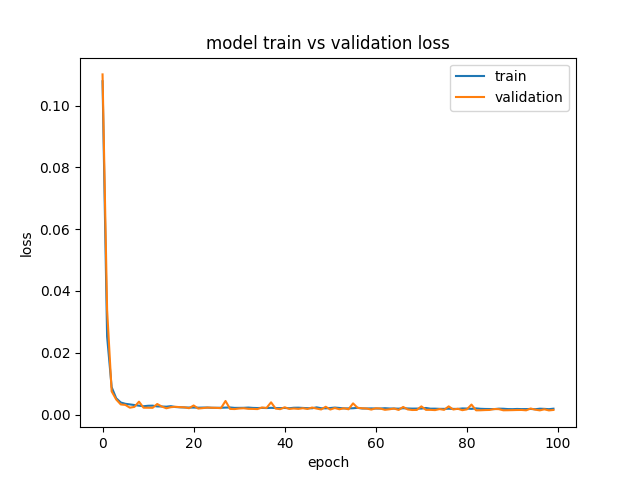 model train vs validation loss
train
validation
0.10
0.08
0.06
0.04
0.02
0.00
loss
0 20 40 60 80 100
epoch